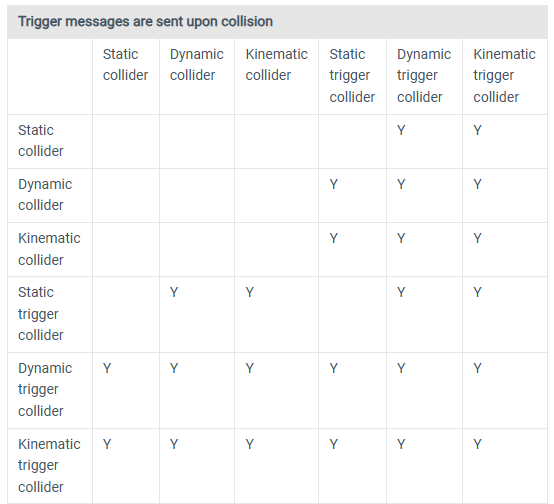 Trigger messages are sent upon collision
Static collider Dynamic collider Kinematic collider Static trigger collider Dynamic trigger collider Kinematic trigger collider
Static collider Y Y
Dynamic collider Y Y Y
Kinematic collider Y Y Y
Static trigger collider Y Y Y Y
Dynamic trigger collider Y Y Y Y Y Y
Kinematic trigger collider Y Y Y Y Y Y